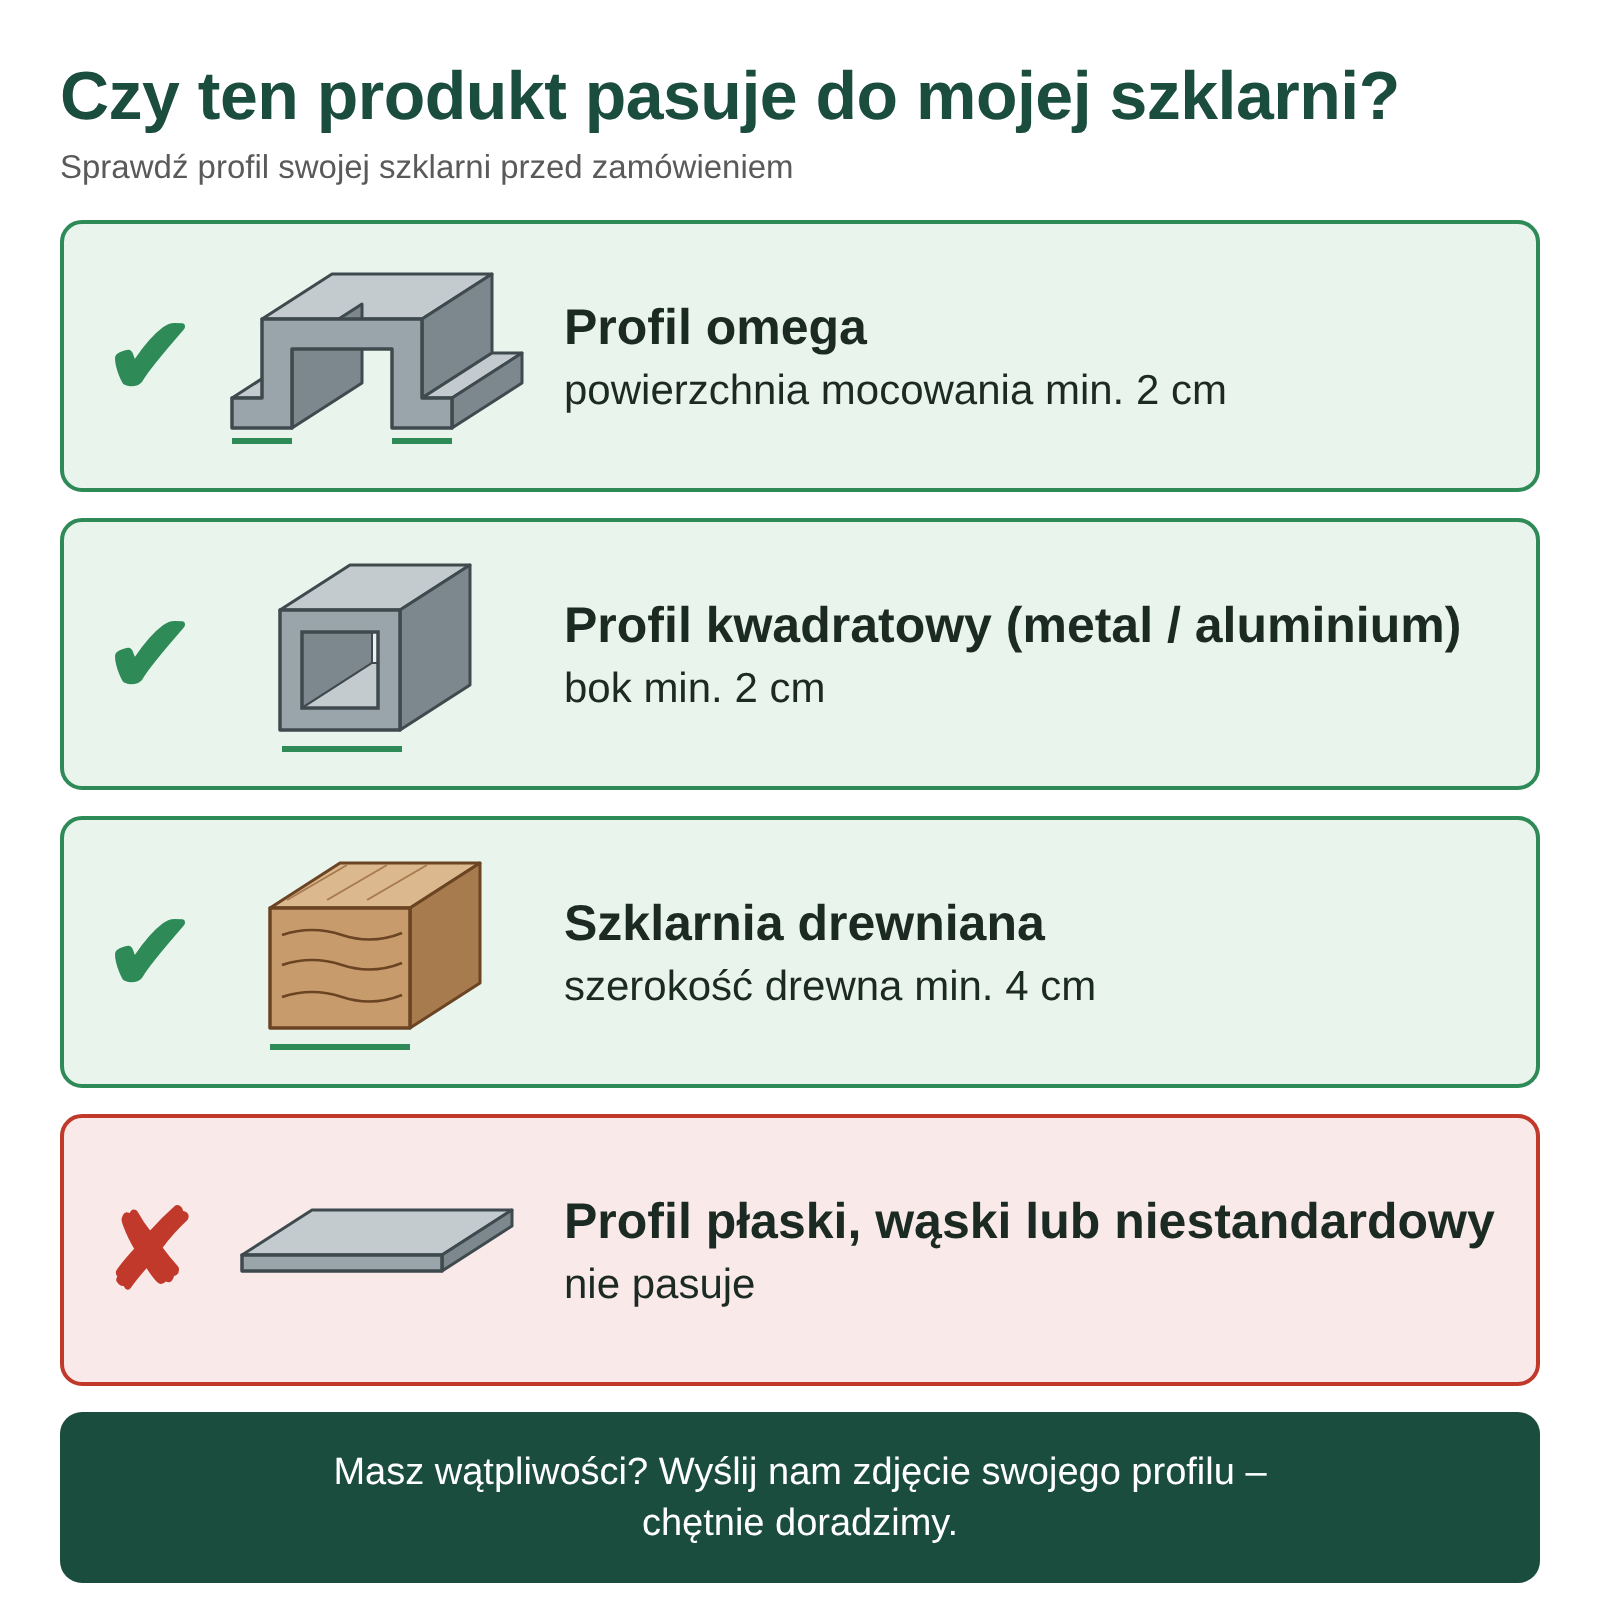 Czy ten produkt pasuje do mojej szklarni?
Sprawdź profil swojej szklarni przed zamówieniem
Profil omega
powierzchnia mocowania min. 2 cm
Profil kwadratowy (metal / aluminium)
bok min. 2 cm
Szklarnia drewniana
szerokość drewna min. 4 cm
Profil płaski, wąski lub niestandardowy
nie pasuje
Masz wątpliwości? Wyślij nam zdjęcie swojego profilu –
chętnie doradzimy.